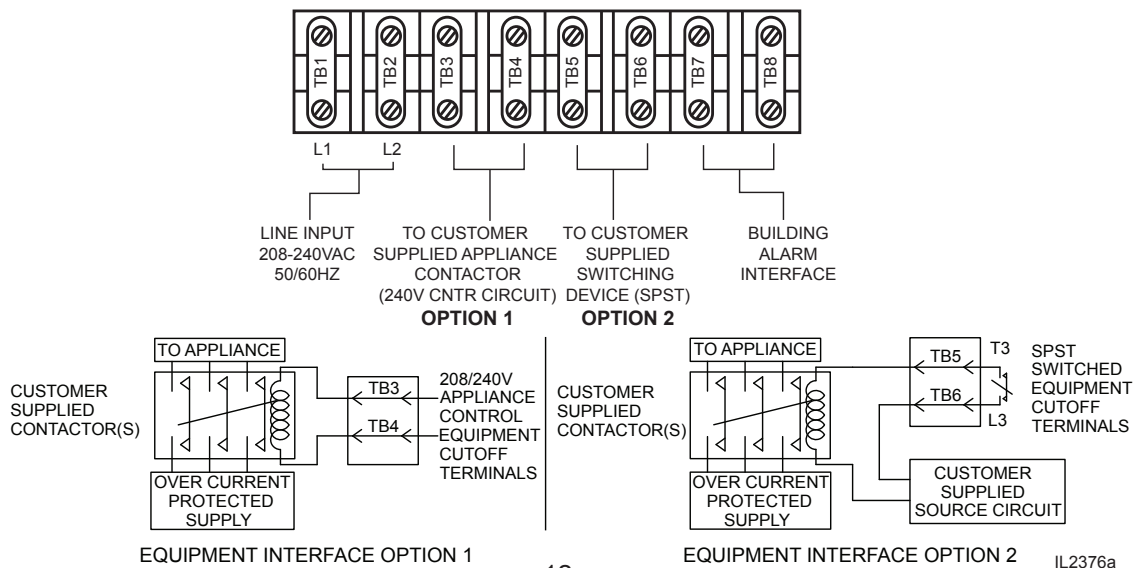 TB1 TB2 TB3 TB4 TB5 TB6 TB7 TB8
L1 L2
LINE INPUT
208-240VAC
50/60HZ
TO CUSTOMER
SUPPLIED APPLIANCE
CONTACTOR
(240V CNTR CIRCUIT)
OPTION 1
TO CUSTOMER
SUPPLIED
SWITCHING
DEVICE (SPST)
OPTION 2
BUILDING
ALARM
INTERFACE
TO APPLIANCE
CUSTOMER
SUPPLIED
CONTACTOR(S)
OVER CURRENT
PROTECTED
SUPPLY
TB3
TB4
208/240V
APPLIANCE
CONTROL
EQUIPMENT
CUTOFF
TERMINALS
EQUIPMENT INTERFACE OPTION 1
TO APPLIANCE
CUSTOMER
SUPPLIED
CONTACTOR(S)
OVER CURRENT
PROTECTED
SUPPLY
TB5
TB6
T3
L3
SPST
SWITCHED
EQUIPMENT
CUTOFF
TERMINALS
CUSTOMER
SUPPLIED
SOURCE CIRCUIT
EQUIPMENT INTERFACE OPTION 2
IL2376a